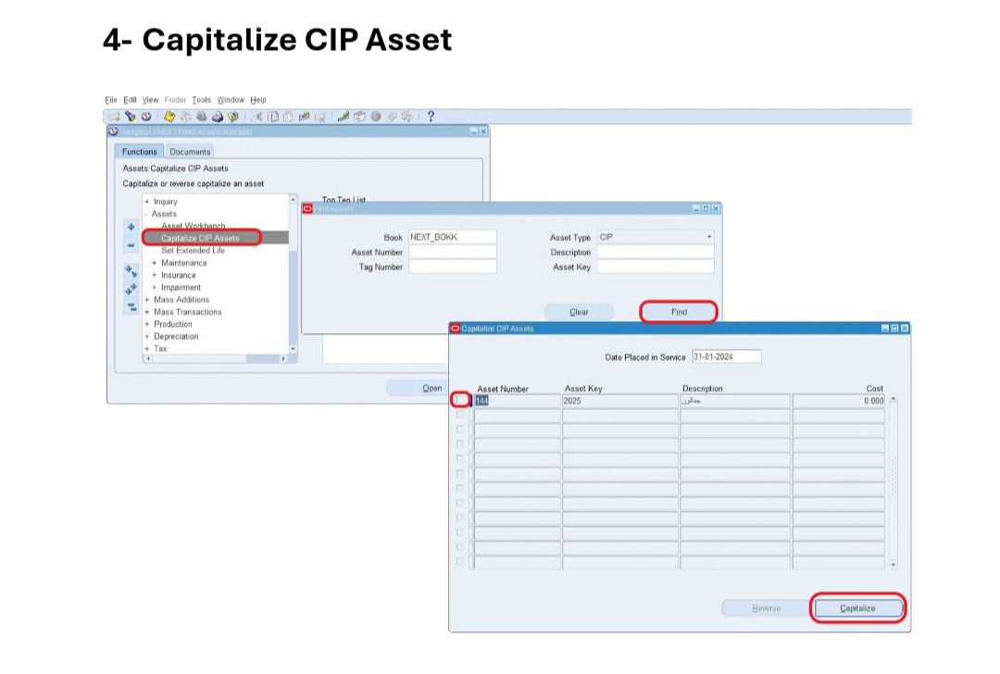 4- Capitalize CIP Asset
File Edit View Folder Tools Window Help
Navigator - NEXT Fixed Assets Manager
Functions Documents
Assets:Capitalize CIP Assets
Capitalize or reverse capitalize an asset
Top Ten List
+ Inquiry
- Assets
Asset Workbench
Capitalize CIP Assets
Set Extended Life
+ Maintenance
+ Insurance
+ Impairment
+ Mass Additions
+ Mass Transactions
+ Production
+ Depreciation
+ Tax
Open
Find Assets
Book NEXT_BOKK Asset Type CIP
Asset Number Description
Tag Number Asset Key
Clear Find
Capitalize CIP Assets
Date Placed in Service 31-01-2024
Asset Number Asset Key Description Cost
144 2025 0.000
Reverse Capitalize